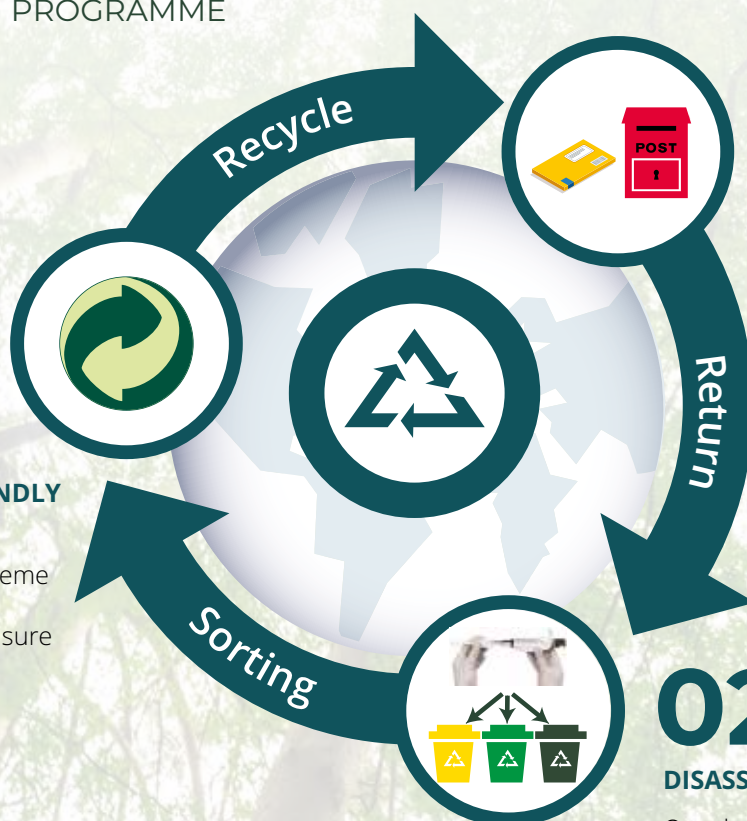 PROGRAMME
Recycle
POST
Return
NDLY
eme
sure
Sorting
02
DISASS